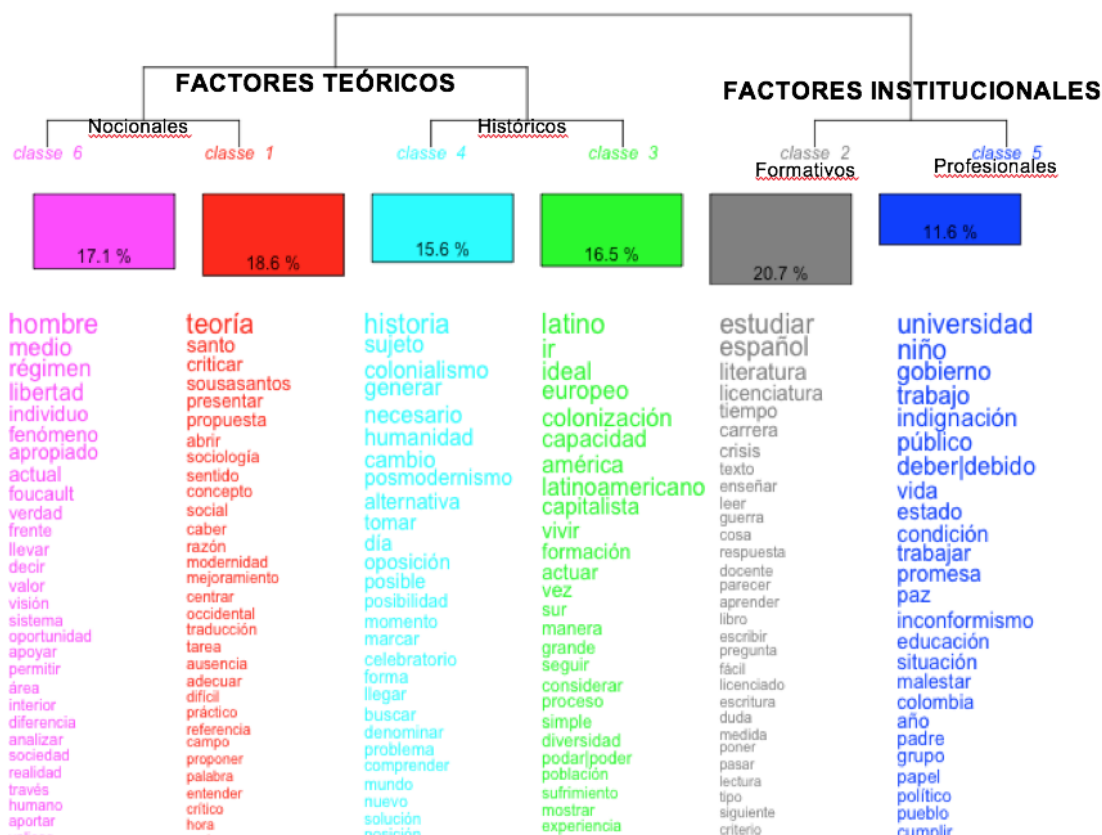 FACTORES TEÓRICOS
FACTORES INSTITUCIONALES
Nocionales
Históricos
classe 6
classe 1
classe 4
classe 3
classe 2
classe 5
Formativos
Profesionales
17.1 %
18.6 %
15.6 %
16.5 %
20.7 %
11.6 %
hombre
medio
régimen
libertad
individuo
fenómeno
apropiado
actual
foucault
verdad
frente
llevar
decir
valor
visión
sistema
oportunidad
apoyar
permitir
área
interior
diferencia
analizar
sociedad
realidad
través
humano
aportar
teoría
santo
criticar
sousasantos
presentar
propuesta
abrir
sociología
sentido
concepto
social
caber
razón
modernidad
mejoramiento
centrar
occidental
traducción
tarea
ausencia
adecuar
difícil
práctico
referencia
campo
proponer
palabra
entender
crítico
hora
historia
sujeto
colonialismo
generar
necesario
humanidad
cambio
posmodernismo
alternativa
tomar
día
oposición
posible
posibilidad
momento
marcar
celebratorio
forma
llegar
buscar
denominar
problema
comprender
mundo
nuevo
solución
posición
latino
ir
ideal
europeo
colonización
capacidad
américa
latinoamericano
capitalista
vivir
formación
actuar
vez
sur
manera
grande
seguir
considerar
proceso
simple
diversidad
podar|poder
población
sufrimiento
mostrar
experiencia
estudiar
español
literatura
licenciatura
tiempo
carrera
crisis
texto
enseñar
leer
guerra
cosa
respuesta
docente
parecer
aprender
libro
escribir
pregunta
fácil
licenciado
escritura
duda
medida
poner
pasar
lectura
tipo
siguiente
criterio
universidad
niño
gobierno
trabajo
indignación
público
deber|debido
vida
estado
condición
trabajar
promesa
paz
inconformismo
educación
situación
malestar
colombia
año
padre
grupo
papel
político
pueblo
cumplir